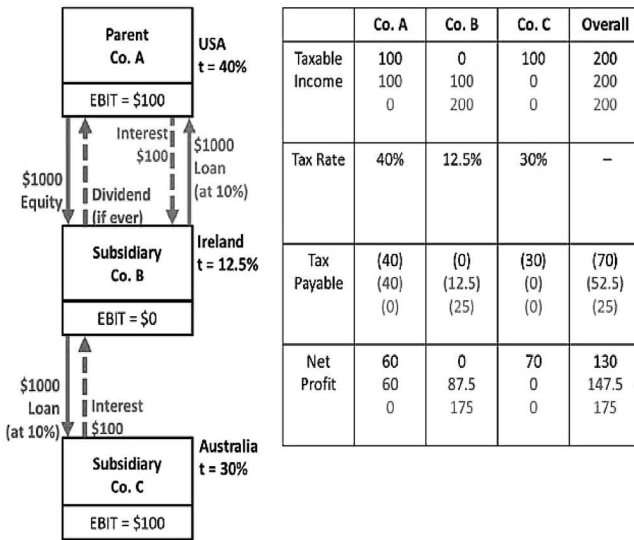 Parent
Co. A
EBIT = $100
USA
t = 40%
$1000
Equity
Dividend
(if ever)
Interest
$100
$1000
Loan
(at 10%)
Subsidiary
Co. B
EBIT = $0
Ireland
t = 12.5%
$1000
Loan
(at 10%)
Interest
$100
Subsidiary
Co. C
EBIT = $100
Australia
t = 30%
Co. A Co. B Co. C Overall
Taxable 100 0 100 200
Income 100 100 0 200
0 200 0 200
Tax Rate 40% 12.5% 30% –
Tax (40) (0) (30) (70)
Payable (40) (12.5) (0) (52.5)
(0) (25) (0) (25)
Net 60 0 70 130
Profit 60 87.5 0 147.5
0 175 0 175